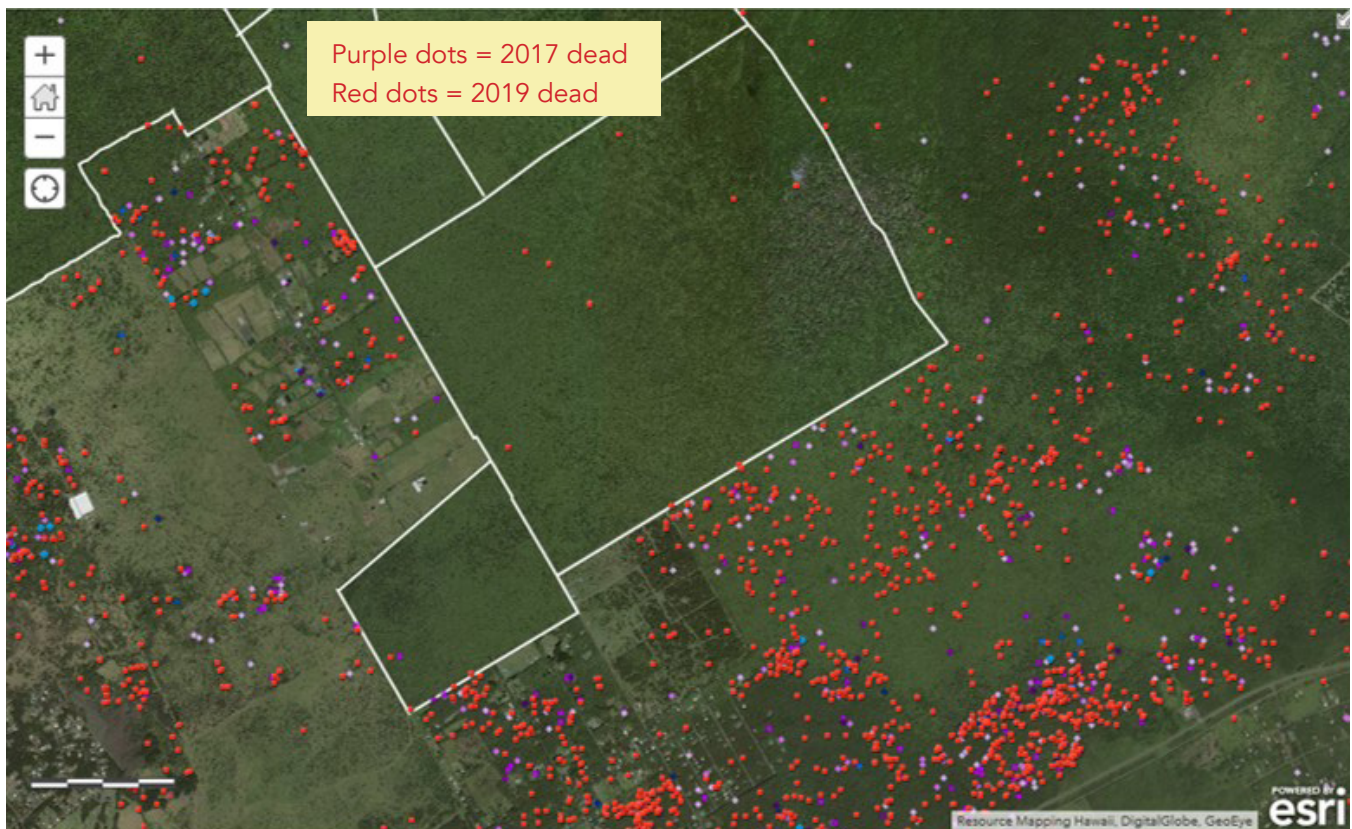 Purple dots = 2017 dead
Red dots = 2019 dead
POWERED BY
esri
Resource Mapping Hawaii, DigitalGlobe, GeoEye